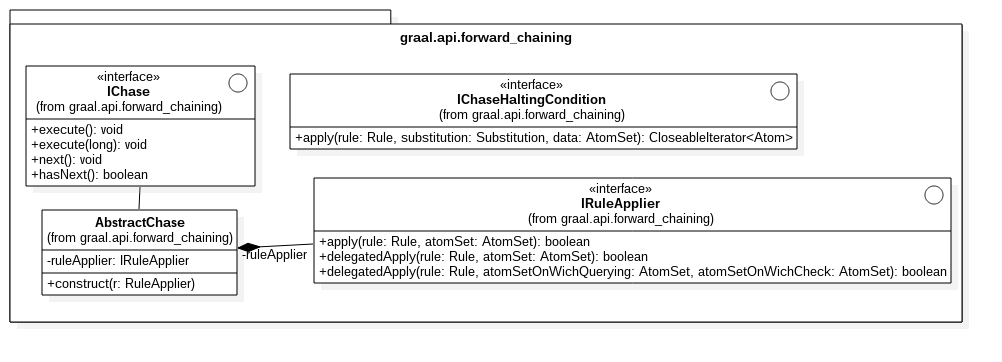 graal.api.forward_chaining
«interface»
IChase
(from graal.api.forward_chaining)
+execute(): void
+execute(long): void
+next(): void
+hasNext(): boolean
«interface»
IChaseHaltingCondition
(from graal.api.forward_chaining)
+apply(rule: Rule, substitution: Substitution, data: AtomSet): CloseableIterator<Atom>
AbstractChase
(from graal.api.forward_chaining)
-ruleApplier: IRuleApplier
+construct(r: RuleApplier)
-ruleApplier
«interface»
IRuleApplier
(from graal.api.forward_chaining)
+apply(rule: Rule, atomSet: AtomSet): boolean
+delegatedApply(rule: Rule, atomSet: AtomSet): boolean
+delegatedApply(rule: Rule, atomSetOnWichQuerying: AtomSet, atomSetOnWichCheck: AtomSet): boolean